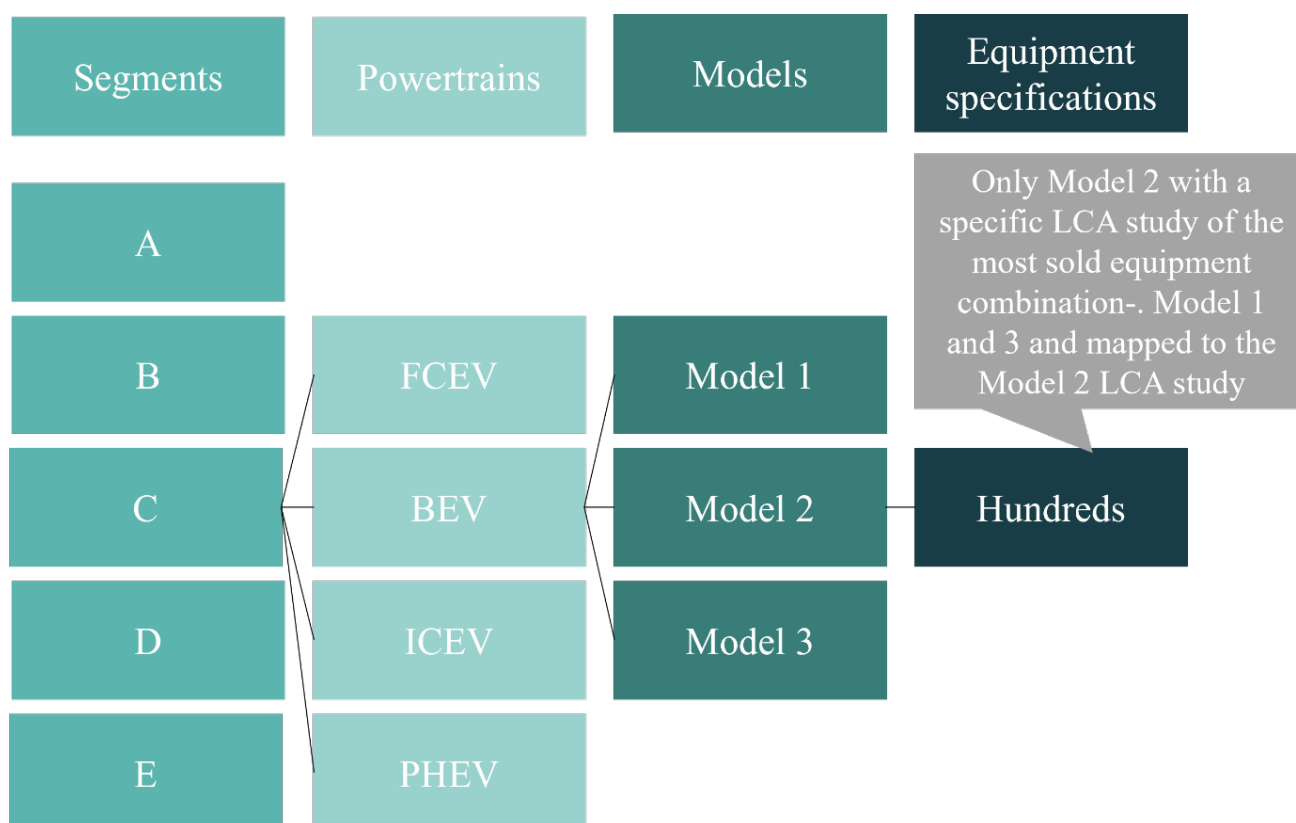 Segments
Powertrains
Models
Equipment
specifications
Only Model 2 with a
specific LCA study of the
most sold equipment
combination-. Model 1
and 3 and mapped to the
Model 2 LCA study
A
B
FCEV
Model 1
C
BEV
Model 2
Hundreds
D
ICEV
Model 3
E
PHEV